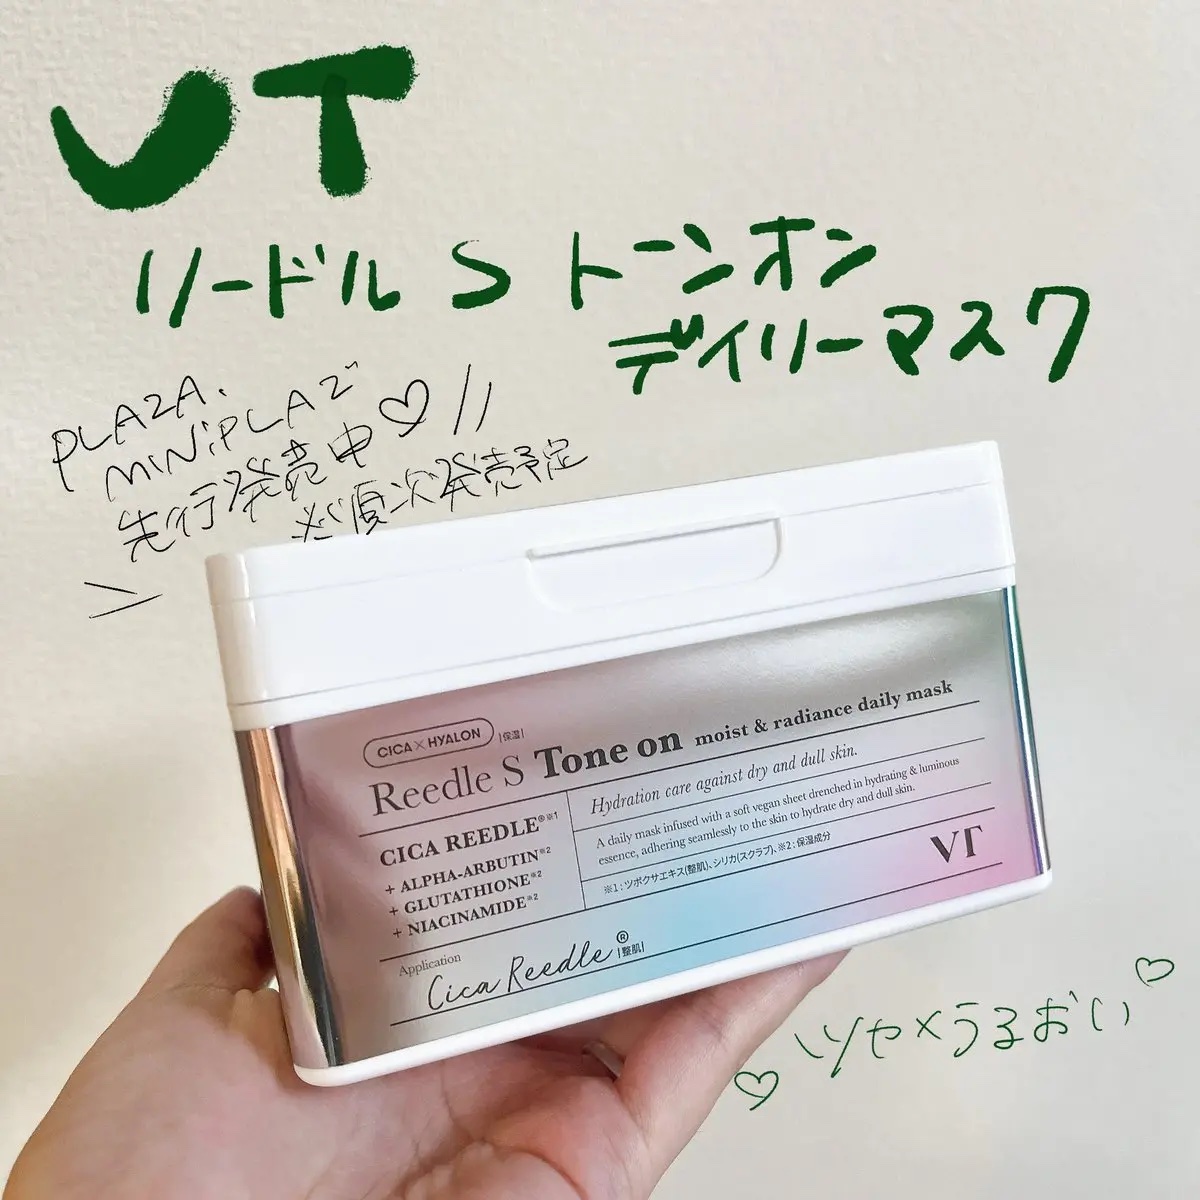 VT
リードルS トーンオン
デイリーマスク
PLAZA、
MiNiPLAZで
先行発売中♡//
※順次発売予定
CICA×HYALON |保湿|
Reedle S Tone on moist & radiance daily mask
Hydration care against dry and dull skin.
CICA REEDLE®※1
+ ALPHA-ARBUTIN※2
+ GLUTATHIONE※2
+ NIACINAMIDE※2
A daily mask infused with a soft vegan sheet drenched in hydrating & luminous
essence, adhering seamlessly to the skin to hydrate dry and dull skin.
※1:ツボクサエキス(整肌)、シリカ(スクラブ)、※2:保湿成分
VT
Application
Cica Reedle® |整肌|
♡ ツヤ×うるおい ♡